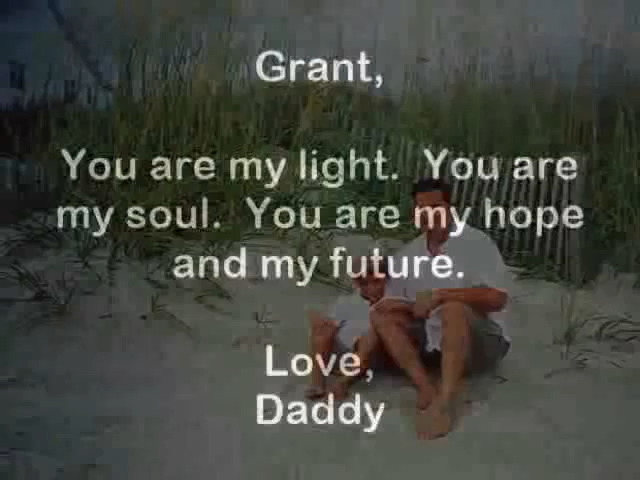 Grant,
You are my light. You are
my soul. You are my hope
and my future.
Love,
Daddy